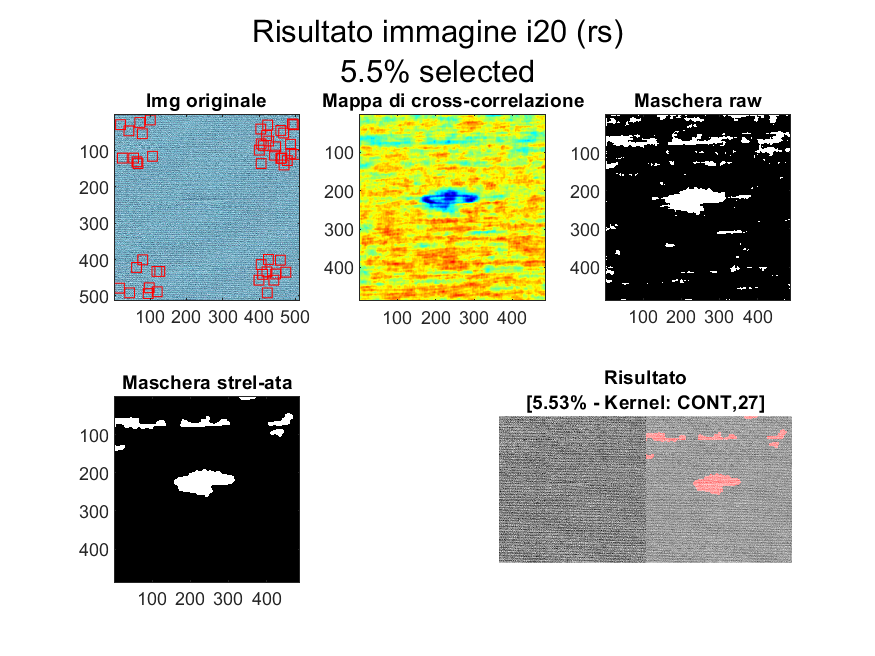 Risultato immagine i20 (rs)
5.5% selected
Img originale
100
200
300
400
500
100 200 300 400 500
Mappa di cross-correlazione
100
200
300
400
100 200 300 400
Maschera raw
100
200
300
400
100 200 300 400
Maschera strel-ata
100
200
300
400
100 200 300 400
Risultato
[5.53% - Kernel: CONT,27]